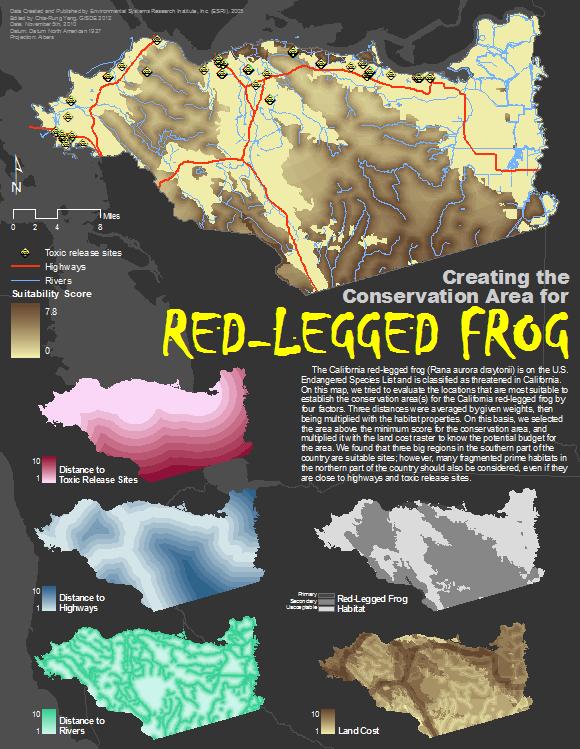 Data Created and Published by Environmental Systems Research Institute, Inc. (ESRI), 2005
Edited by Chia-Rung Yang, GISDE 2012
Date: November 5th, 2010
Datum: Datum North American 1927
Projection: Albers
N
0 2 4 8 Miles
Toxic release sites
Highways
Rivers
Suitability Score
7.8
0
Creating the
Conservation Area for
RED-LEGGED FROG
The California red-legged frog (Rana aurora draytonii) is on the U.S.
Endangered Species List and is classified as threatened in California.
On this map, we tried to evaluate the locations that are most suitable to
establish the conservation area(s) for the California red-legged frog by
four factors. Three distances were averaged by given weights, then
being multiplied with the habitat properties. On this basis, we selected
the area above the minimum score for the conservation area, and
multiplied it with the land cost raster to know the potential budget for
the area. We found that three big regions in the southern part of the
country are suitable sites; however, many fragmented prime habitats in
the northern part of the country should also be considered, even if they
are close to highways and toxic release sites.
10
1
Distance to
Toxic Release Sites
10
1
Distance to
Highways
Primary
Secondary
Unacceptable
Red-Legged Frog
Habitat
10
1
Distance to
Rivers
10
1
Land Cost